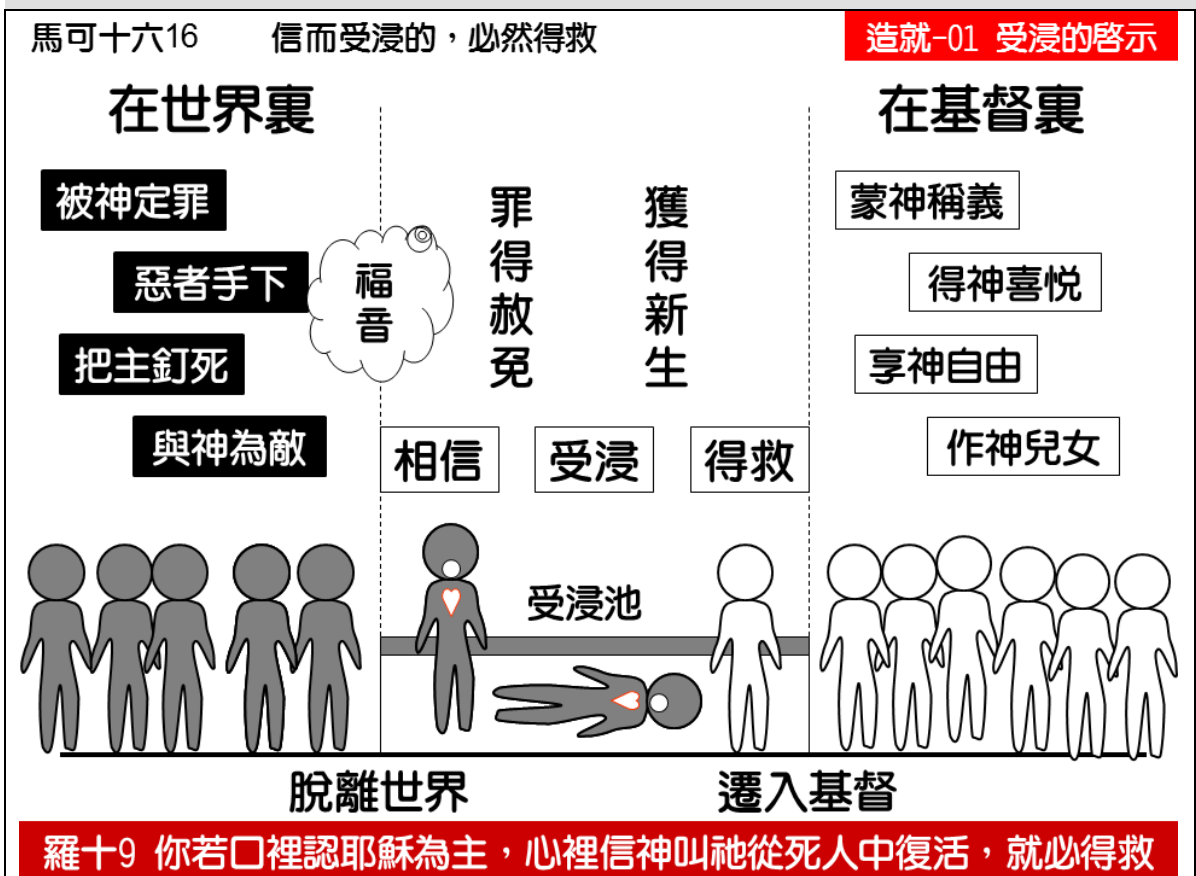 馬可十六16 信而受浸的，必然得救
造就-01 受浸的啓示
在世界裏
在基督裏
被神定罪
惡者手下
把主釘死
與神為敵
福音
罪得赦免
獲得新生
蒙神稱義
得神喜悦
享神自由
作神兒女
相信
受浸
得救
受浸池
脫離世界
遷入基督
羅十9 你若口裡認耶穌為主，心裡信神叫祂從死人中復活，就必得救